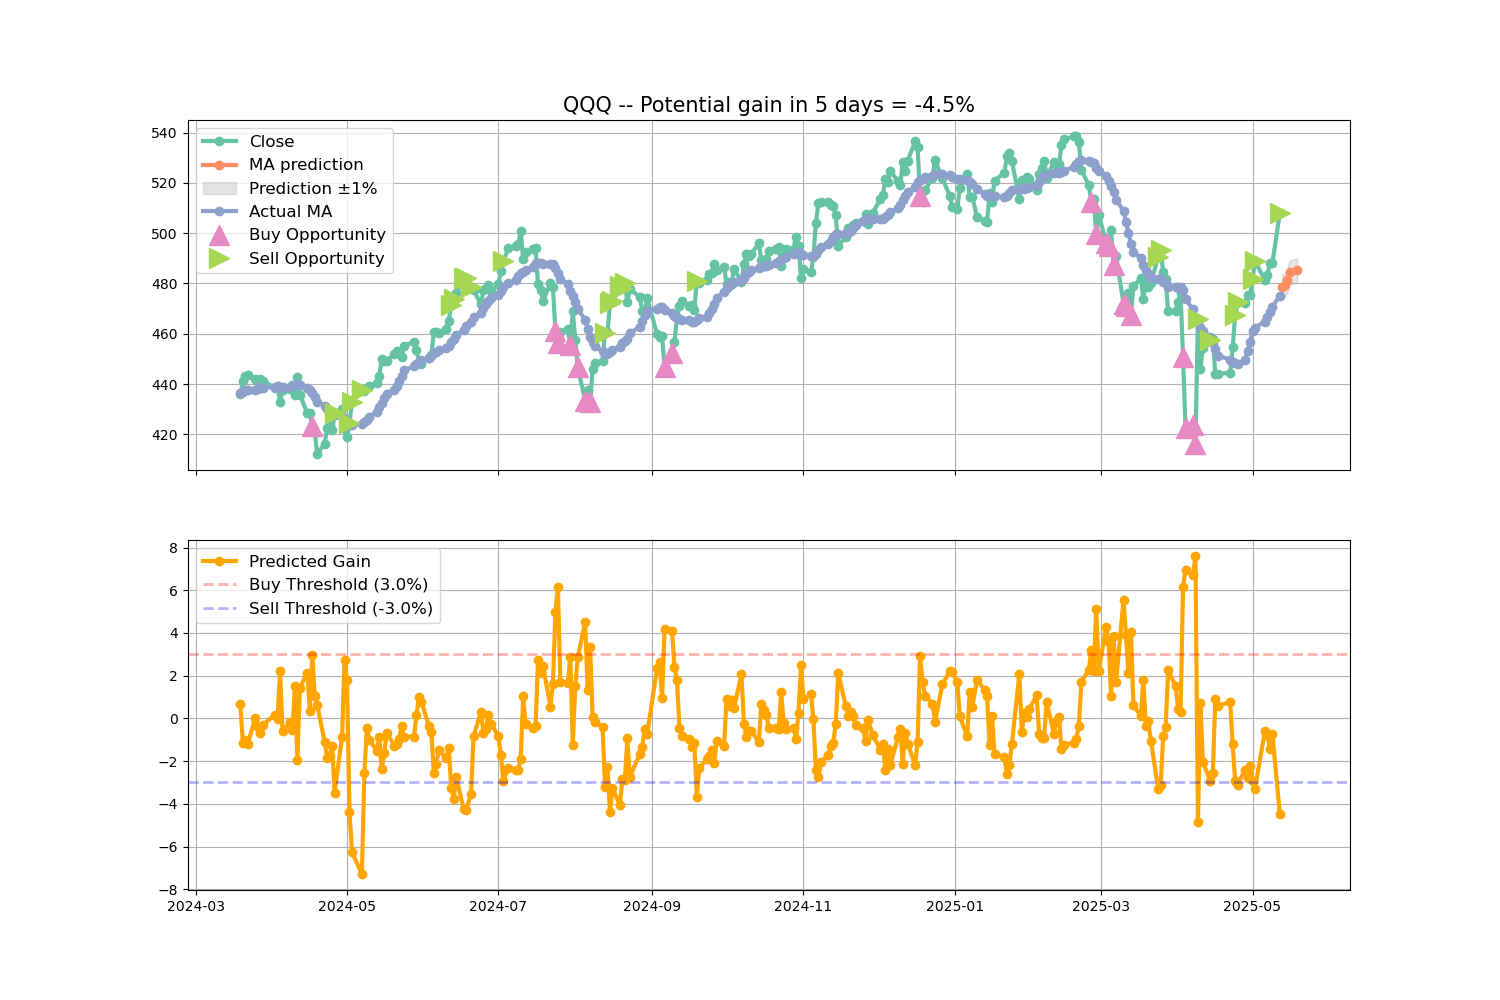 QQQ -- Potential gain in 5 days = -4.5%
540
520
500
480
460
440
420
Close
MA prediction
Prediction ±1%
Actual MA
Buy Opportunity
Sell Opportunity
8
6
4
2
0
−2
−4
−6
−8
Predicted Gain
Buy Threshold (3.0%)
Sell Threshold (-3.0%)
2024-03 2024-05 2024-07 2024-09 2024-11 2025-01 2025-03 2025-05